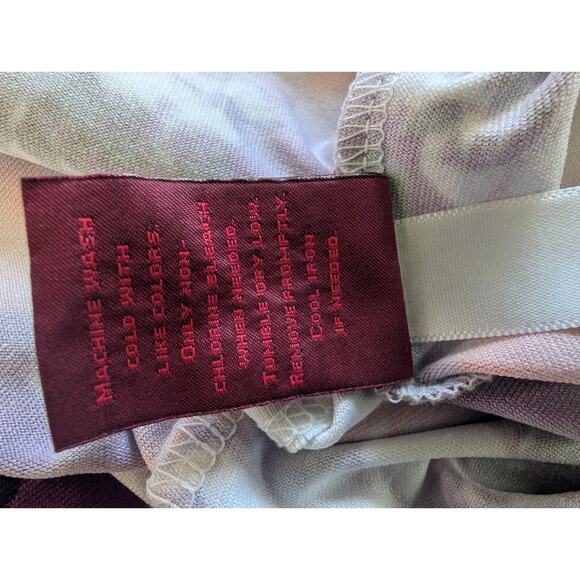 MACHINE WASH
COLD WITH
LIKE COLORS.
ONLY NON-
CHLORINE BLEACH
WHEN NEEDED.
TUMBLE DRY LOW.
REMOVE PROMPTLY.
COOL IRON
IF NEEDED.